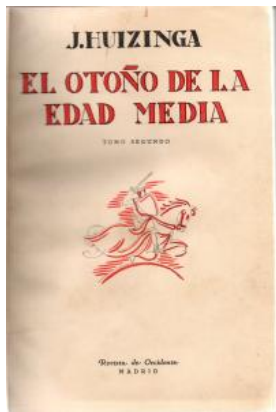 J. HUIZINGA
EL OTOÑO DE LA
EDAD MEDIA
TOMO SEGUNDO
Revista de Occidente
MADRID